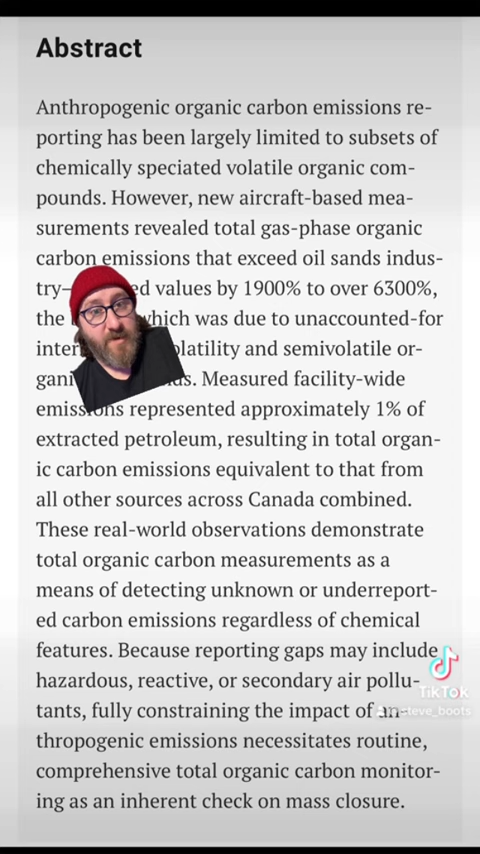 Abstract
Anthropogenic organic carbon emissions re-
porting has been largely limited to subsets of
chemically speciated volatile organic com-
pounds. However, new aircraft-based mea-
surements revealed total gas-phase organic
carbon emissions that exceed oil sands indus-
try– ed values by 1900% to over 6300%,
the which was due to unaccounted-for
inter olatility and semivolatile or-
gani ds. Measured facility-wide
emissions represented approximately 1% of
extracted petroleum, resulting in total organ-
ic carbon emissions equivalent to that from
all other sources across Canada combined.
These real-world observations demonstrate
total organic carbon measurements as a
means of detecting unknown or underreport-
ed carbon emissions regardless of chemical
features. Because reporting gaps may include
hazardous, reactive, or secondary air pollu-
tants, fully constraining the impact of an-
thropogenic emissions necessitates routine,
comprehensive total organic carbon monitor-
ing as an inherent check on mass closure.
TikTok
steve_boots